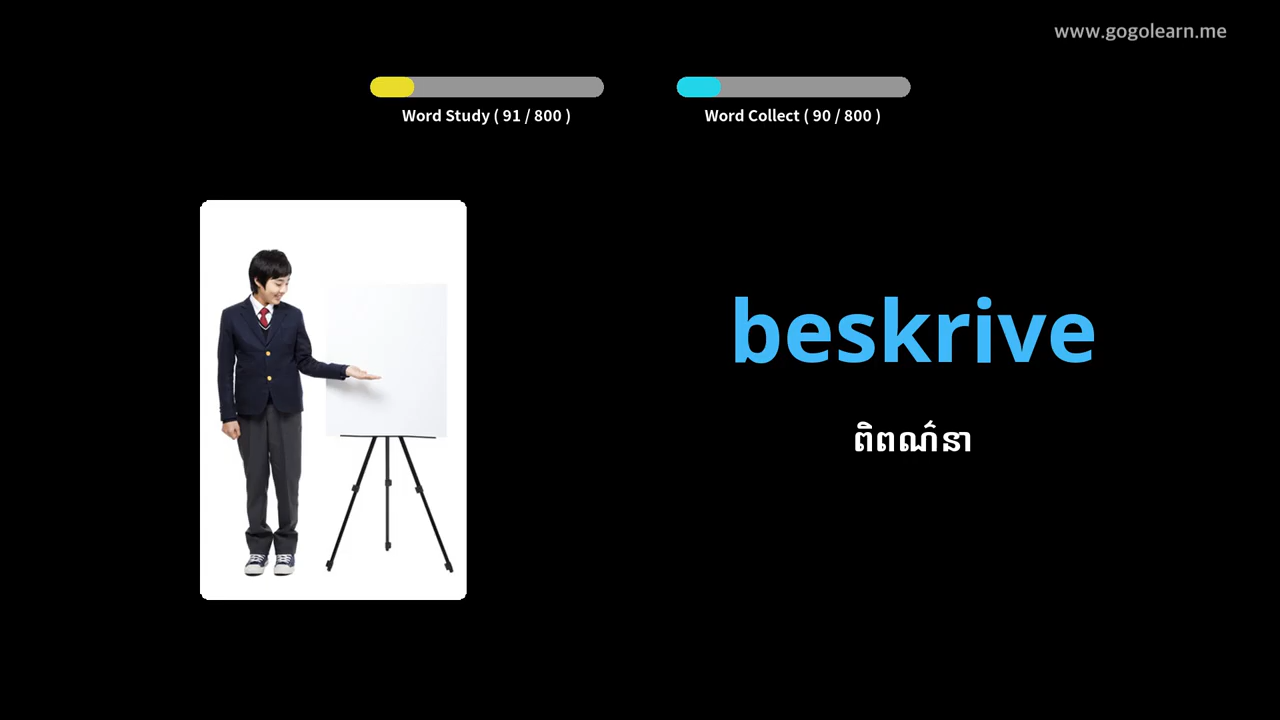 www.gogolearn.me
Word Study ( 91 / 800 )
Word Collect ( 90 / 800 )
beskrive
ពិពណ៌នា